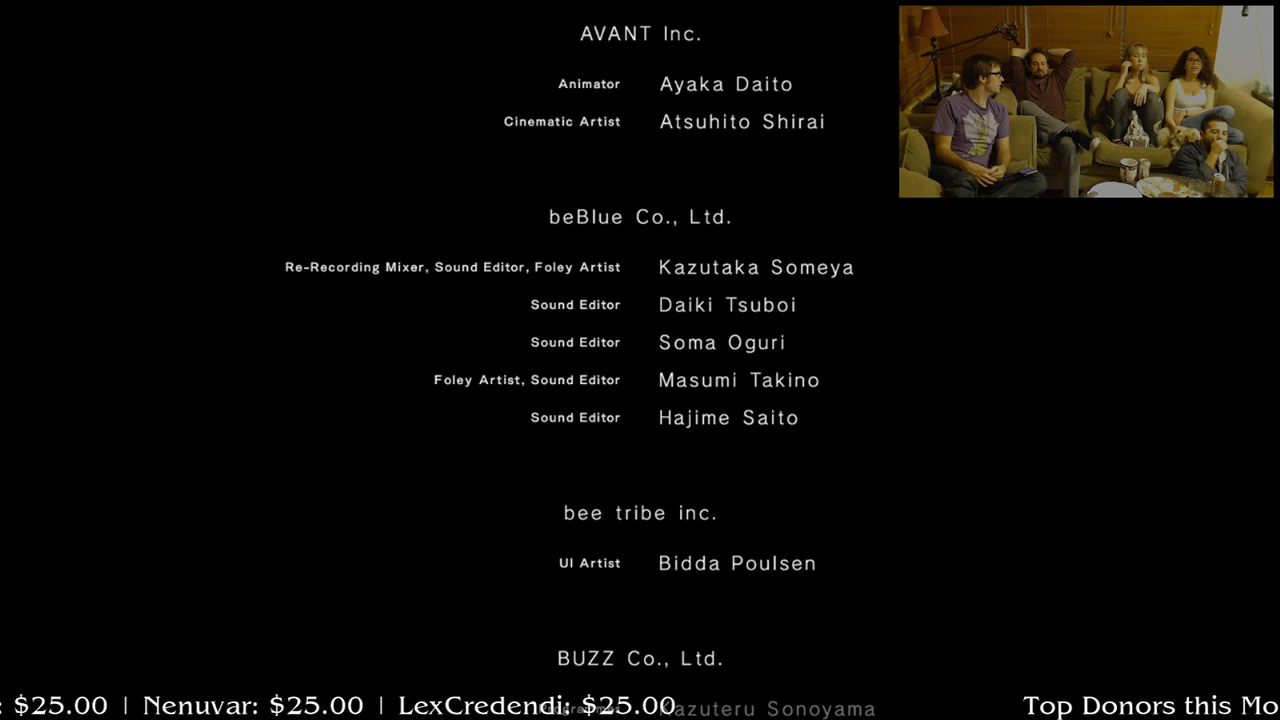 AVANT Inc.
Animator Ayaka Daito
Cinematic Artist Atsuhito Shirai
beBlue Co., Ltd.
Re-Recording Mixer, Sound Editor, Foley Artist Kazutaka Someya
Sound Editor Daiki Tsuboi
Sound Editor Soma Oguri
Foley Artist, Sound Editor Masumi Takino
Sound Editor Hajime Saito
bee tribe inc.
UI Artist Bidda Poulsen
BUZZ Co., Ltd.
Kazuteru Sonoyama
: $25.00 | Nenuvar: $25.00 | LexCredendi: $25.00 Top Donors this Mo